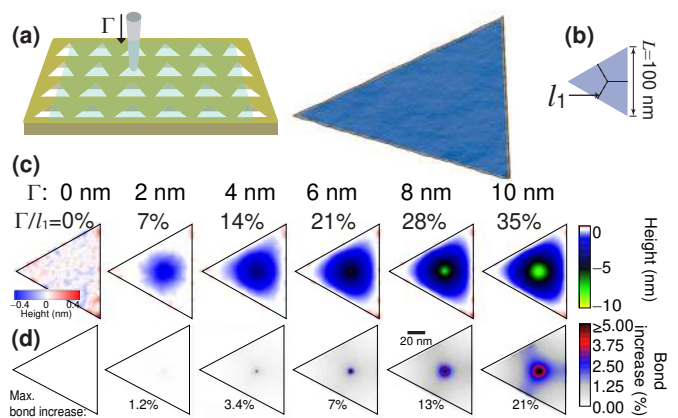 (a)
Γ
(b)
l1
L=100 nm
(c)
Γ: 0 nm 2 nm 4 nm 6 nm 8 nm 10 nm
Γ/l1=0% 7% 14% 21% 28% 35%
−0.4 0 0.4
Height (nm)
0
−5
−10
Height (nm)
(d)
20 nm
Max.
bond increase:
1.2% 3.4% 7% 13% 21%
≥5.00
3.75
2.50
1.25
0.00
Bond
increase (%)